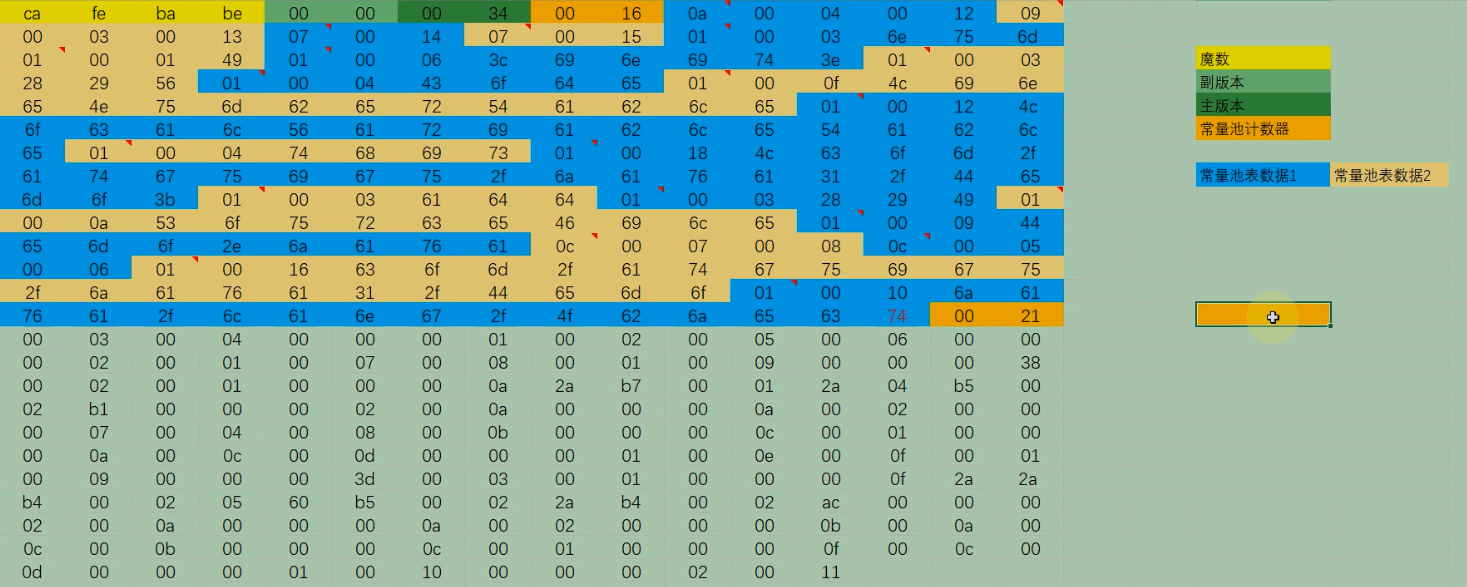 ca fe ba be 00 00 00 34 00 16 0a 00 04 00 12 09
00 03 00 13 07 00 14 07 00 15 01 00 03 6e 75 6d
01 00 01 49 01 00 06 3c 69 6e 69 74 3e 01 00 03 魔数
28 29 56 01 00 04 43 6f 64 65 01 00 0f 4c 69 6e 副版本
65 4e 75 6d 62 65 72 54 61 62 6c 65 01 00 12 4c 主版本
6f 63 61 6c 56 61 72 69 61 62 6c 65 54 61 62 6c 常量池计数器
65 01 00 04 74 68 69 73 01 00 18 4c 63 6f 6d 2f
61 74 67 75 69 67 75 2f 6a 61 76 61 31 2f 44 65 常量池表数据1 常量池表数据2
6d 6f 3b 01 00 03 61 64 64 01 00 03 28 29 49 01
00 0a 53 6f 75 72 63 65 46 69 6c 65 01 00 09 44
65 6d 6f 2e 6a 61 76 61 0c 00 07 00 08 0c 00 05
00 06 01 00 16 63 6f 6d 2f 61 74 67 75 69 67 75
2f 6a 61 76 61 31 2f 44 65 6d 6f 01 00 10 6a 61
76 61 2f 6c 61 6e 67 2f 4f 62 6a 65 63 74 00 21
00 03 00 04 00 00 00 01 00 02 00 05 00 06 00 00
00 02 00 01 00 07 00 08 00 01 00 09 00 00 00 38
00 02 00 01 00 00 00 0a 2a b7 00 01 2a 04 b5 00
02 b1 00 00 00 02 00 0a 00 00 00 0a 00 02 00 00
00 07 00 04 00 08 00 0b 00 00 00 0c 00 01 00 00
00 0a 00 0c 00 0d 00 00 00 01 00 0e 00 0f 00 01
00 09 00 00 00 3d 00 03 00 01 00 00 00 0f 2a 2a
b4 00 02 05 60 b5 00 02 2a b4 00 02 ac 00 00 00
02 00 0a 00 00 00 0a 00 02 00 00 00 0b 00 0a 00
0c 00 0b 00 00 00 0c 00 01 00 00 00 0f 00 0c 00
0d 00 00 00 01 00 10 00 00 00 02 00 11